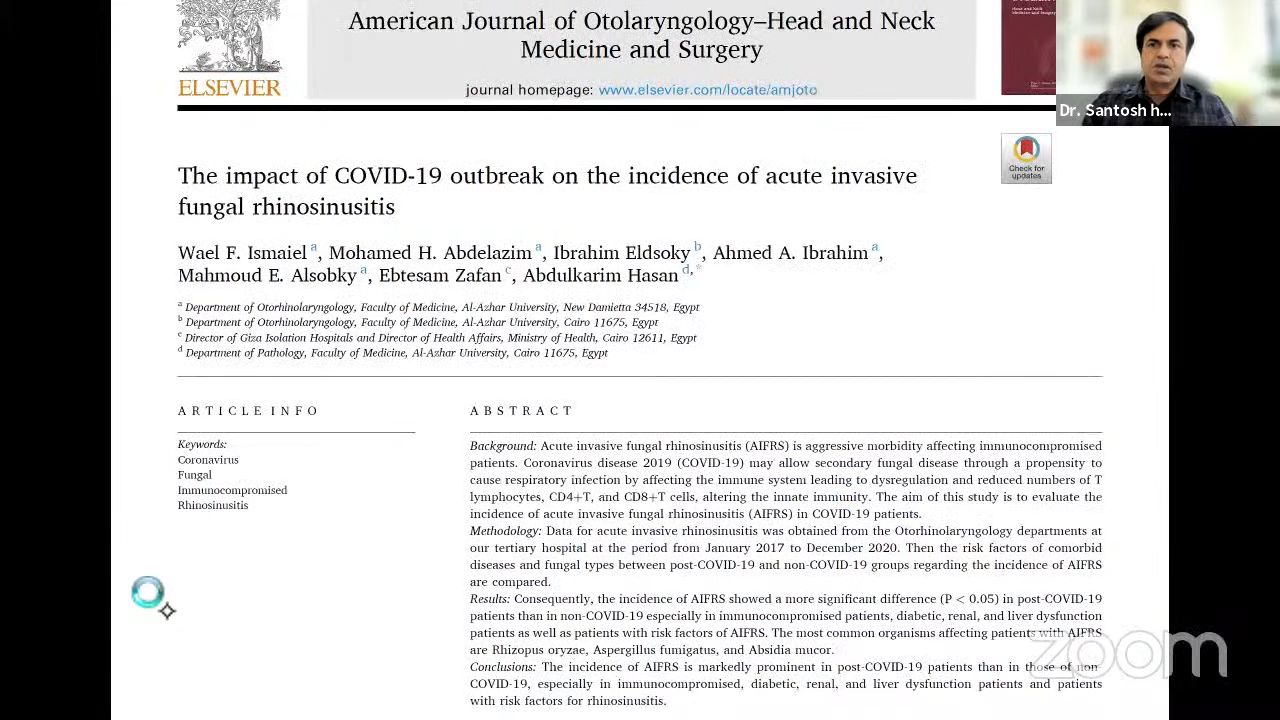 American Journal of Otolaryngology–Head and Neck
Medicine and Surgery
ELSEVIER
journal homepage: www.elsevier.com/locate/amjoto
Dr. Santosh h...
Check for
updates
The impact of COVID-19 outbreak on the incidence of acute invasive
fungal rhinosinusitis
Wael F. Ismaiel a, Mohamed H. Abdelazim a, Ibrahim Eldsoky b, Ahmed A. Ibrahim a,
Mahmoud E. Alsobky a, Ebtesam Zafan c, Abdulkarim Hasan d,*
a Department of Otorhinolaryngology, Faculty of Medicine, Al-Azhar University, New Damietta 34518, Egypt
b Department of Otorhinolaryngology, Faculty of Medicine, Al-Azhar University, Cairo 11675, Egypt
c Director of Giza Isolation Hospitals and Director of Health Affairs, Ministry of Health, Cairo 12611, Egypt
d Department of Pathology, Faculty of Medicine, Al-Azhar University, Cairo 11675, Egypt
ARTICLE INFO
Keywords:
Coronavirus
Fungal
Immunocompromised
Rhinosinusitis
ABSTRACT
Background: Acute invasive fungal rhinosinusitis (AIFRS) is aggressive morbidity affecting immunocompromised
patients. Coronavirus disease 2019 (COVID-19) may allow secondary fungal disease through a propensity to
cause respiratory infection by affecting the immune system leading to dysregulation and reduced numbers of T
lymphocytes, CD4+T, and CD8+T cells, altering the innate immunity. The aim of this study is to evaluate the
incidence of acute invasive fungal rhinosinusitis (AIFRS) in COVID-19 patients.
Methodology: Data for acute invasive rhinosinusitis was obtained from the Otorhinolaryngology departments at
our tertiary hospital at the period from January 2017 to December 2020. Then the risk factors of comorbid
diseases and fungal types between post-COVID-19 and non-COVID-19 groups regarding the incidence of AIFRS
are compared.
Results: Consequently, the incidence of AIFRS showed a more significant difference (P < 0.05) in post-COVID-19
patients than in non-COVID-19 especially in immunocompromised patients, diabetic, renal, and liver dysfunction
patients as well as patients with risk factors of AIFRS. The most common organisms affecting patients with AIFRS
are Rhizopus oryzae, Aspergillus fumigatus, and Absidia mucor.
Conclusions: The incidence of AIFRS is markedly prominent in post-COVID-19 patients than in those of non-
COVID-19, especially in immunocompromised, diabetic, renal, and liver dysfunction patients and patients
with risk factors for rhinosinusitis.
zoom